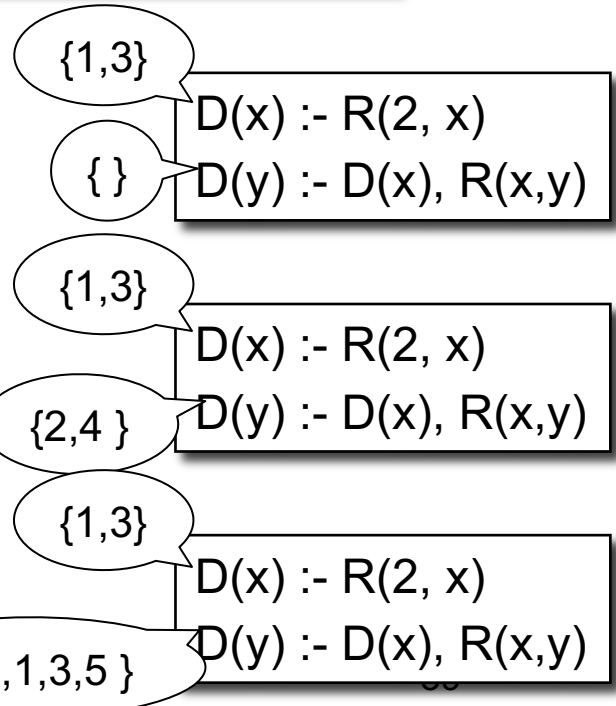 {1,3}
D(x) :- R(2, x)
{ }
D(y) :- D(x), R(x,y)
{1,3}
D(x) :- R(2, x)
{2,4 }
D(y) :- D(x), R(x,y)
{1,3}
D(x) :- R(2, x)
,1,3,5 }
D(y) :- D(x), R(x,y)